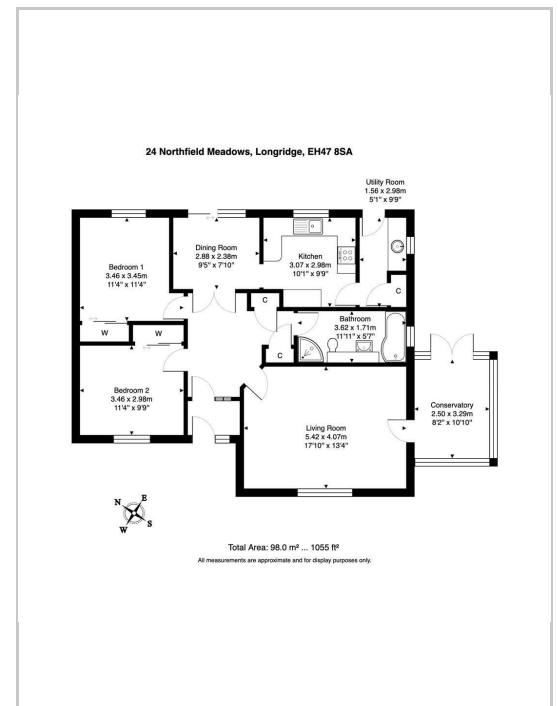 24 Northfield Meadows, Longridge, EH47 8SA
Utility Room
1.56 x 2.98m
5'1" x 9'9"
Dining Room
2.88 x 2.38m
9'5" x 7'10"
Kitchen
3.07 x 2.98m
10'1" x 9'9"
Bedroom 1
3.46 x 3.45m
11'4" x 11'4"
C
C
Bathroom
3.62 x 1.71m
11'11" x 5'7"
W
W
C
Bedroom 2
3.46 x 2.98m
11'4" x 9'9"
Conservatory
2.50 x 3.29m
8'2" x 10'10"
Living Room
5.42 x 4.07m
17'10" x 13'4"
N
E
W
S
Total Area: 98.0 m² ... 1055 ft²
All measurements are approximate and for display purposes only.